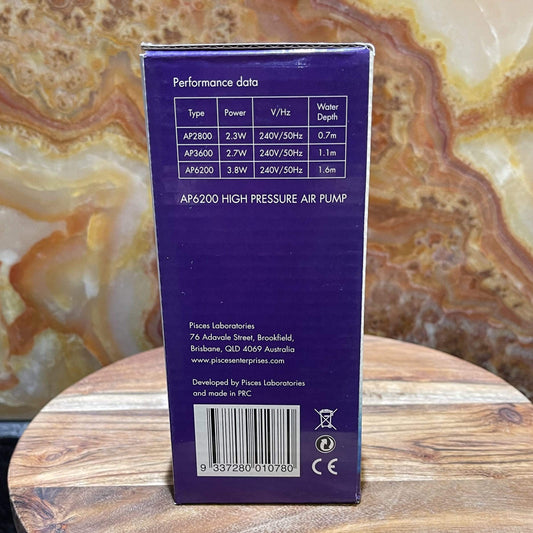 Performance data
Type Power V/Hz Water Depth
AP2800 2.3W 240V/50Hz 0.7m
AP3600 2.7W 240V/50Hz 1.1m
AP6200 3.8W 240V/50Hz 1.6m
AP6200 HIGH PRESSURE AIR PUMP
Pisces Laboratories
76 Adavale Street, Brookfield,
Brisbane, QLD 4069 Australia
www.piscesenterprises.com
Developed by Pisces Laboratories
and made in PRC
9 337280 010780
CE